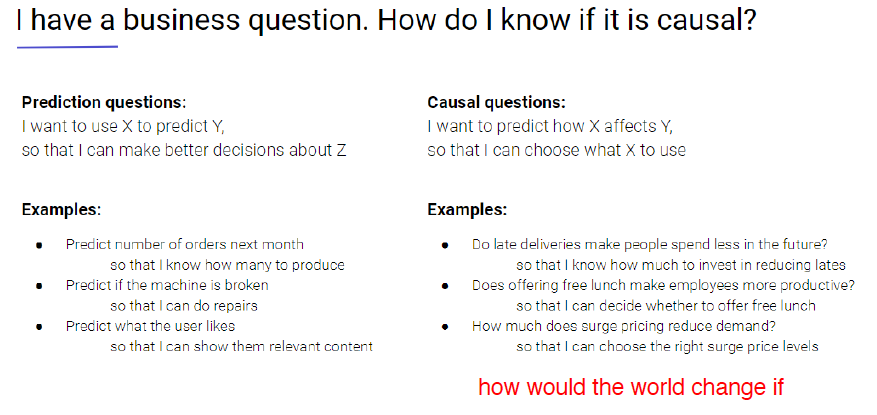 I have a business question. How do I know if it is causal?
Prediction questions:
I want to use X to predict Y,
so that I can make better decisions about Z
Examples:
● Predict number of orders next month
so that I know how many to produce
● Predict if the machine is broken
so that I can do repairs
● Predict what the user likes
so that I can show them relevant content
Causal questions:
I want to predict how X affects Y,
so that I can choose what X to use
Examples:
● Do late deliveries make people spend less in the future?
so that I know how much to invest in reducing lates
● Does offering free lunch make employees more productive?
so that I can decide whether to offer free lunch
● How much does surge pricing reduce demand?
so that I can choose the right surge price levels
how would the world change if